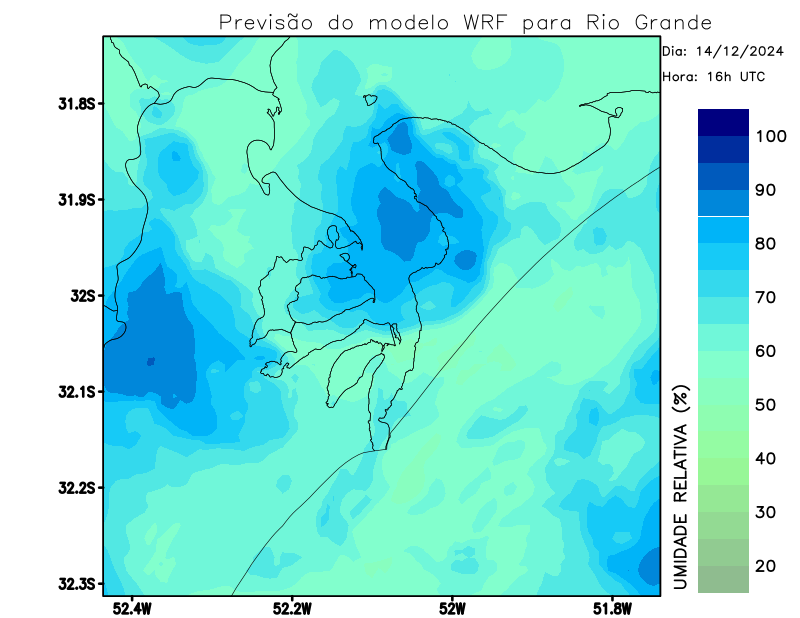 Previsão do modelo WRF para Rio Grande
Dia: 14/12/2024
Hora: 16h UTC
31.8S
31.9S
32S
32.1S
32.2S
32.3S
52.4W
52.2W
52W
51.8W
100
90
80
70
60
50
40
30
20
UMIDADE RELATIVA (%)